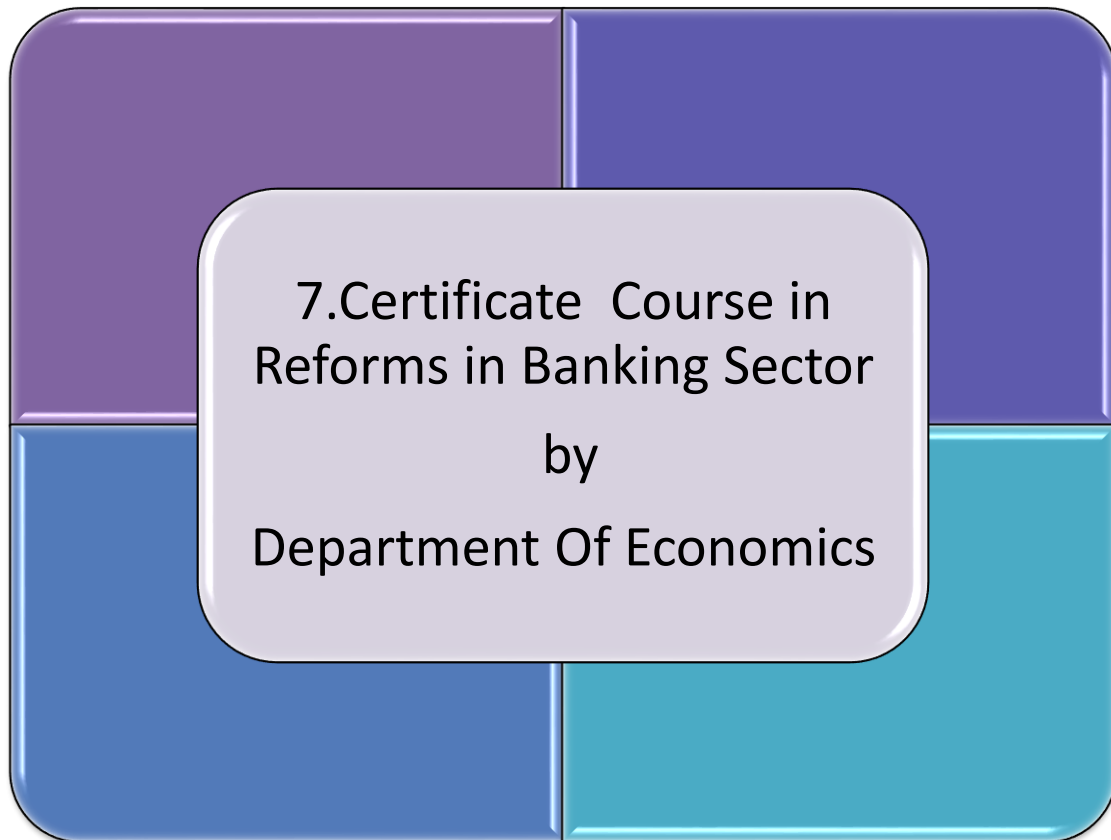 7.Certificate  Course in
Reforms in Banking Sector
by
Department Of Economics